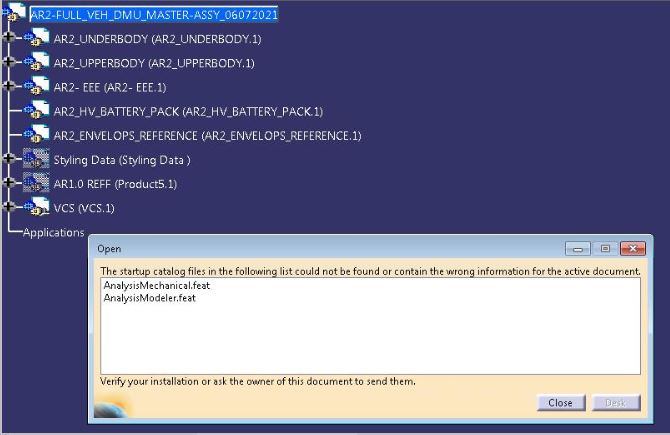 AR2-FULL_VEH_DMU_MASTER-ASSY_06072021
AR2_UNDERBODY (AR2_UNDERBODY.1)
AR2_UPPERBODY (AR2_UPPERBODY.1)
AR2- EEE (AR2- EEE.1)
AR2_HV_BATTERY_PACK (AR2_HV_BATTERY_PACK.1)
AR2_ENVELOPS_REFERENCE (AR2_ENVELOPS_REFERENCE.1)
Styling Data (Styling Data )
AR1.0 REFF (Product5.1)
VCS (VCS.1)
Applications
Open
The startup catalog files in the following list could not be found or contain the wrong information for the active document.
AnalysisMechanical.feat
AnalysisModeler.feat
Verify your installation or ask the owner of this document to send them.
Close Desk